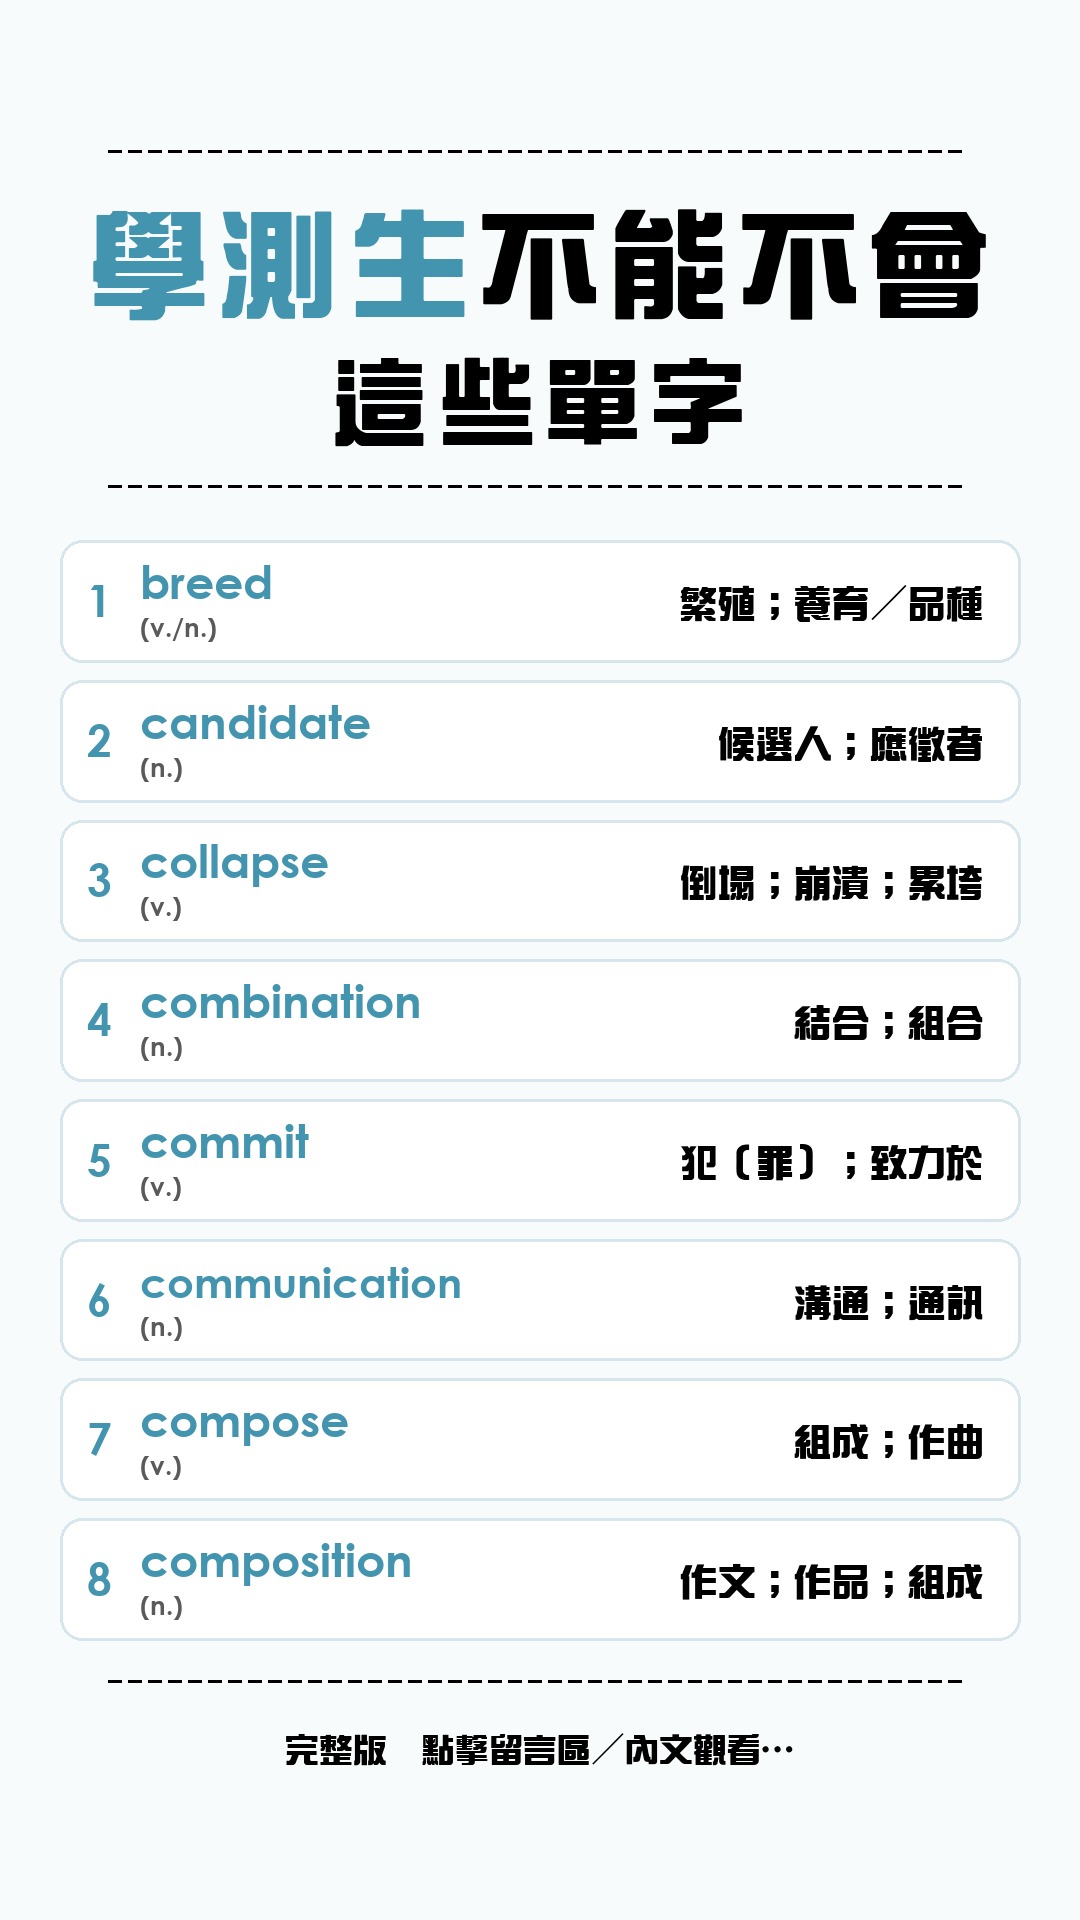 學測生不能不會
這些單字
1 breed 繁殖；養育／品種
(v./n.)
2 candidate 候選人；應徵者
(n.)
3 collapse 倒塌；崩潰；累垮
(v.)
4 combination 結合；組合
(n.)
5 commit 犯（罪）；致力於
(v.)
6 communication 溝通；通訊
(n.)
7 compose 組成；作曲
(v.)
8 composition 作文；作品；組成
(n.)
完整版　點擊留言區／內文觀看…